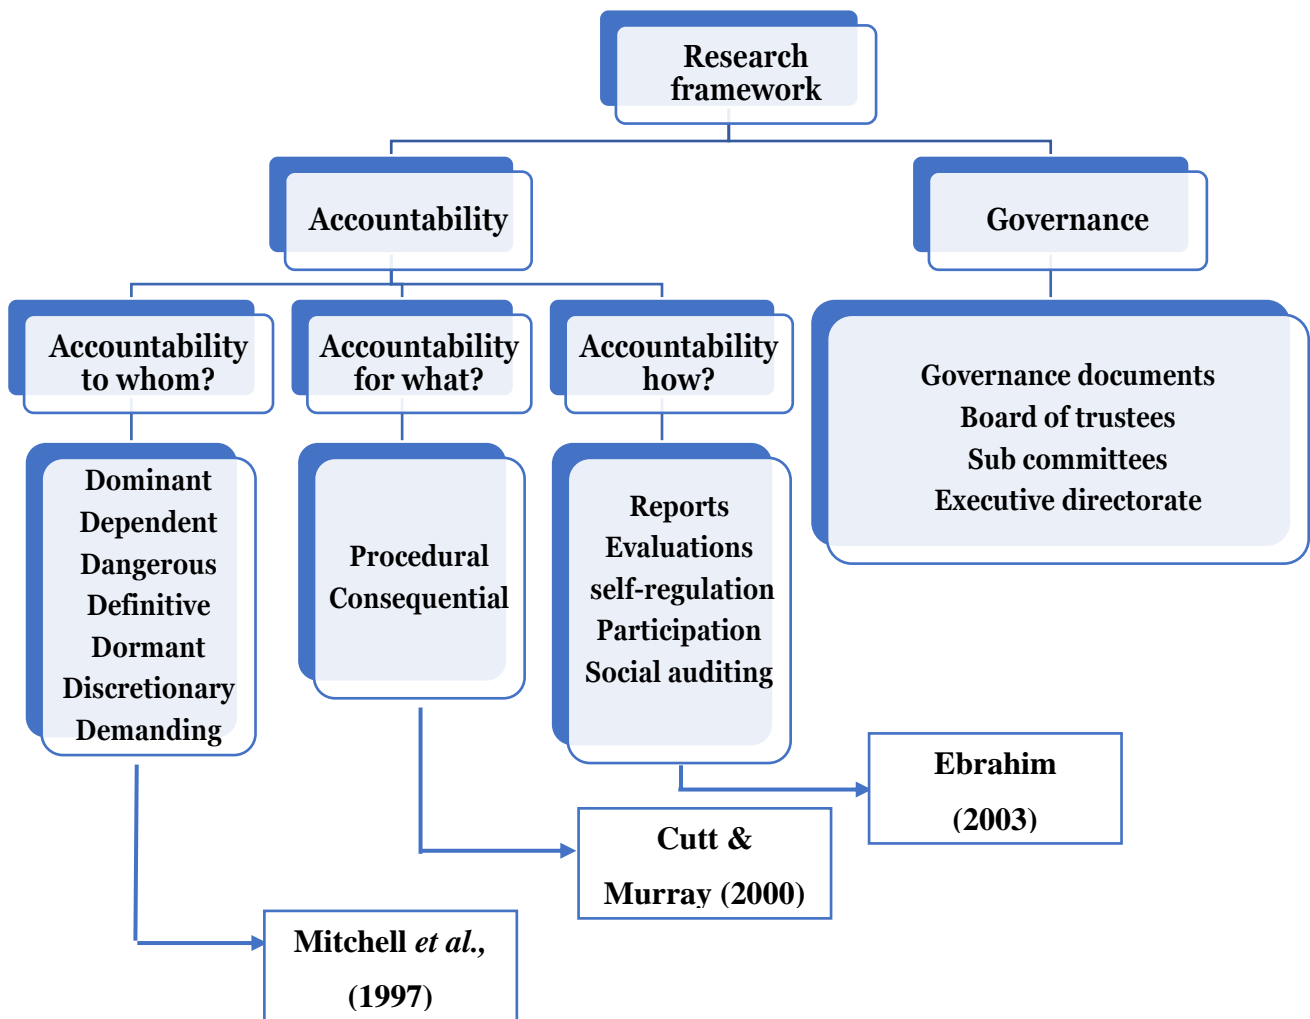 Research
framework
Accountability
Governance
Accountability
to whom?
Accountability
for what?
Accountability
how?
Governance documents
Board of trustees
Sub committees
Executive directorate
Dominant
Dependent
Dangerous
Definitive
Dormant
Discretionary
Demanding
Procedural
Consequential
Reports
Evaluations
self-regulation
Participation
Social auditing
Ebrahim
(2003)
Cutt &
Murray (2000)
Mitchell et al.,
(1997)